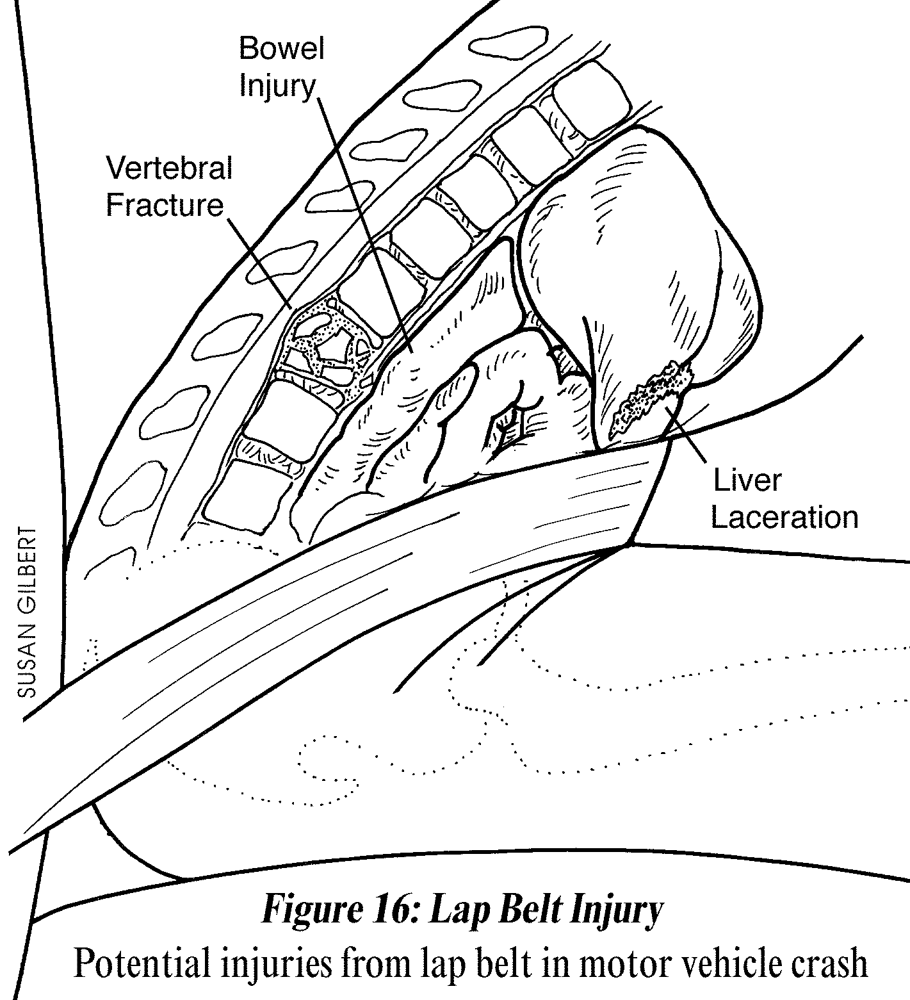 Bowel
Injury
Vertebral
Fracture
Liver
Laceration
SUSAN GILBERT
Figure 16: Lap Belt Injury
Potential injuries from lap belt in motor vehicle crash